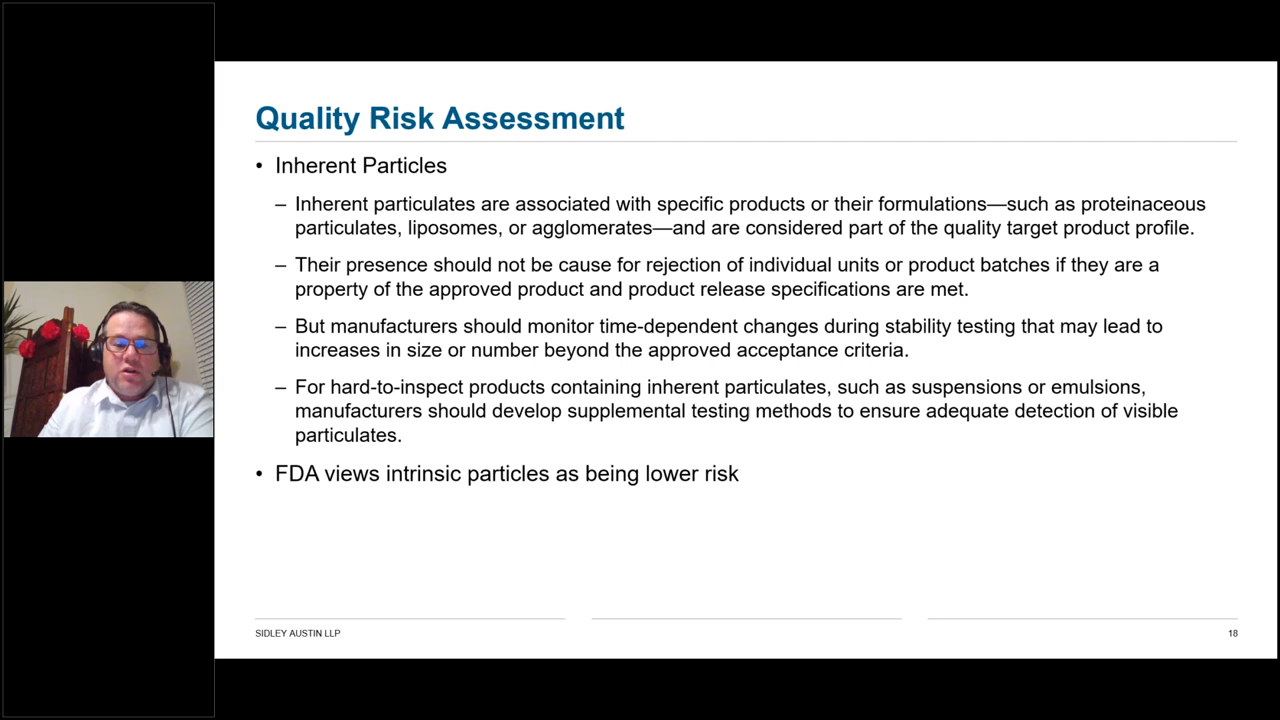 Quality Risk Assessment
• Inherent Particles
– Inherent particulates are associated with specific products or their formulations—such as proteinaceous
particulates, liposomes, or agglomerates—and are considered part of the quality target product profile.
– Their presence should not be cause for rejection of individual units or product batches if they are a
property of the approved product and product release specifications are met.
– But manufacturers should monitor time-dependent changes during stability testing that may lead to
increases in size or number beyond the approved acceptance criteria.
– For hard-to-inspect products containing inherent particulates, such as suspensions or emulsions,
manufacturers should develop supplemental testing methods to ensure adequate detection of visible
particulates.
• FDA views intrinsic particles as being lower risk
SIDLEY AUSTIN LLP
18